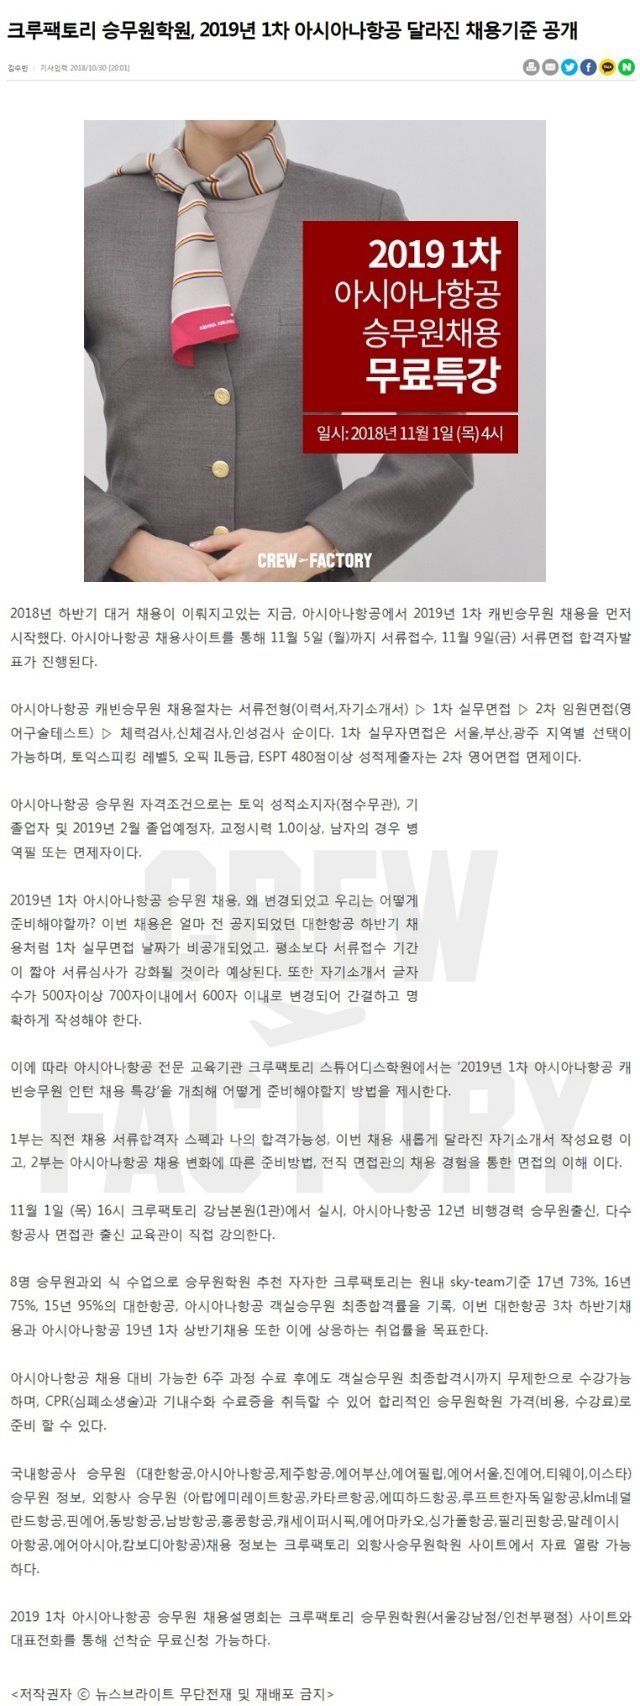 크루팩토리 승무원학원, 2019년 1차 아시아나항공 달라진 채용기준 공개
김수빈 | 기사입력 2018/10/30 [20:01]
TALK
N
2019 1차
아시아나항공
승무원채용
무료특강
ASIANA AIRLINES
일시: 2018년 11월 1일 (목) 4시
CREW FACTORY
2018년 하반기 대거 채용이 이뤄지고있는 지금, 아시아나항공에서 2019년 1차 캐빈승무원 채용을 먼저
시작했다. 아시아나항공 채용사이트를 통해 11월 5일 (월)까지 서류접수, 11월 9일(금) 서류면접 합격자발
표가 진행된다.
아시아나항공 캐빈승무원 채용절차는 서류전형(이력서,자기소개서) ▷ 1차 실무면접 ▷ 2차 임원면접(영
어구술테스트) ▷ 체력검사,신체검사,인성검사 순이다. 1차 실무자면접은 서울,부산,광주 지역별 선택이
가능하며, 토익스피킹 레벨5, 오픽 IL등급, ESPT 480점이상 성적제출자는 2차 영어면접 면제이다.
아시아나항공 승무원 자격조건으로는 토익 성적소지자(점수무관), 기
졸업자 및 2019년 2월 졸업예정자, 교정시력 1.0이상, 남자의 경우 병
역필 또는 면제자이다.
2019년 1차 아시아나항공 승무원 채용, 왜 변경되었고 우리는 어떻게
준비해야할까? 이번 채용은 얼마 전 공지되었던 대한항공 하반기 채
용처럼 1차 실무면접 날짜가 비공개되었고. 평소보다 서류접수 기간
이 짧아 서류심사가 강화될 것이라 예상된다. 또한 자기소개서 글자
수가 500자이상 700자이내에서 600자 이내로 변경되어 간결하고 명
확하게 작성해야 한다.
이에 따라 아시아나항공 전문 교육기관 크루팩토리 스튜어디스학원에서는 '2019년 1차 아시아나항공 캐
빈승무원 인턴 채용 특강'을 개최해 어떻게 준비해야할지 방법을 제시한다.
1부는 직전 채용 서류합격자 스펙과 나의 합격가능성, 이번 채용 새롭게 달라진 자기소개서 작성요령 이
고, 2부는 아시아나항공 채용 변화에 따른 준비방법, 전직 면접관의 채용 경험을 통한 면접의 이해 이다.
11월 1일 (목) 16시 크루팩토리 강남본원(1관)에서 실시, 아시아나항공 12년 비행경력 승무원출신, 다수
항공사 면접관 출신 교육관이 직접 강의한다.
8명 승무원과외 식 수업으로 승무원학원 추천 자자한 크루팩토리는 원내 sky-team기준 17년 73%, 16년
75%, 15년 95%의 대한항공, 아시아나항공 객실승무원 최종합격률을 기록, 이번 대한항공 3차 하반기채
용과 아시아나항공 19년 1차 상반기채용 또한 이에 상응하는 취업률을 목표한다.
아시아나항공 채용 대비 가능한 6주 과정 수료 후에도 객실승무원 최종합격시까지 무제한으로 수강가능
하며, CPR(심폐소생술)과 기내수화 수료증을 취득할 수 있어 합리적인 승무원학원 가격(비용, 수강료)로
준비 할 수 있다.
국내항공사 승무원 (대한항공,아시아나항공,제주항공,에어부산,에어필립,에어서울,진에어,티웨이,이스타)
승무원 정보, 외항사 승무원 (아랍에미레이트항공,카타르항공,에띠하드항공,루프트한자독일항공,klm네덜
란드항공,핀에어,동방항공,남방항공,홍콩항공,캐세이퍼시픽,에어마카오,싱가폴항공,필리핀항공,말레이시
아항공,에어아시아,캄보디아항공)채용 정보는 크루팩토리 외항사승무원학원 사이트에서 자료 열람 가능
하다.
2019 1차 아시아나항공 승무원 채용설명회는 크루팩토리 승무원학원(서울강남점/인천부평점) 사이트와
대표전화를 통해 선착순 무료신청 가능하다.
<저작권자 ⓒ 뉴스브라이트 무단전재 및 재배포 금지>
CREW
FACTORY